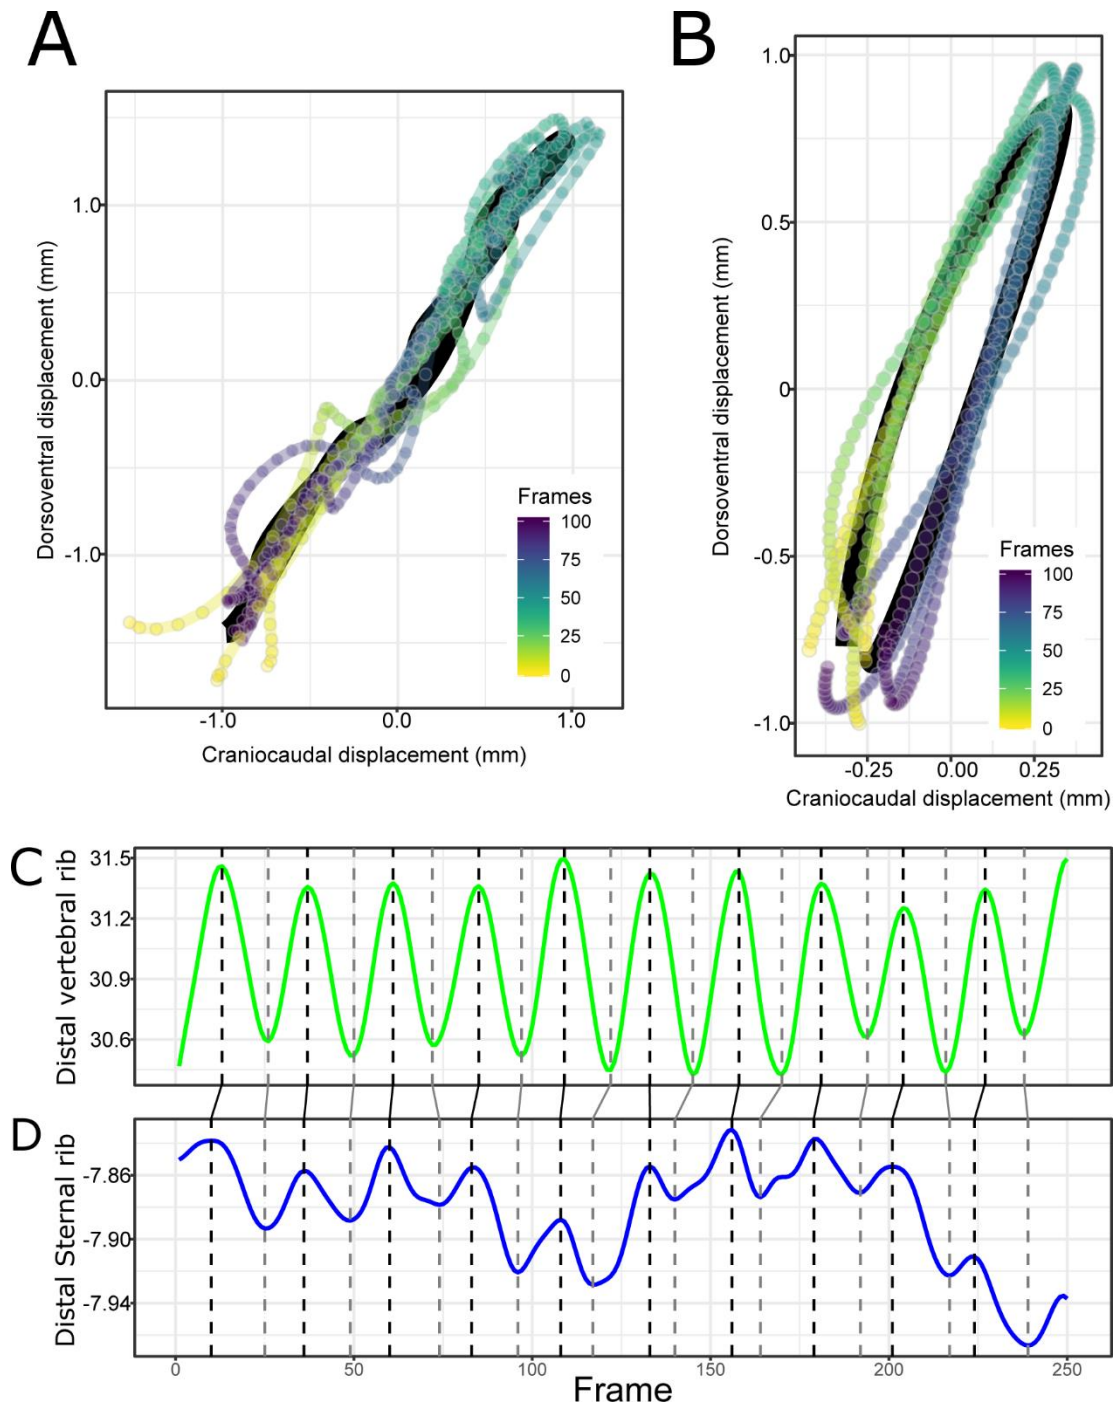 A
B
1.0
0.0
-1.0
Dorsoventral displacement (mm)
-1.0
0.0
1.0
Craniocaudal displacement (mm)
Frames
100
75
50
25
0
1.0
0.5
0
-0.5
-1.0
Dorsoventral displacement (mm)
-0.25
0.00
0.25
Craniocaudal displacement (mm)
Frames
100
75
50
25
0
C
31.5
31.2
30.9
30.6
Distal vertebral rib
D
-7.86
-7.90
-7.94
Distal Sternal rib
0
50
100
150
200
250
Frame